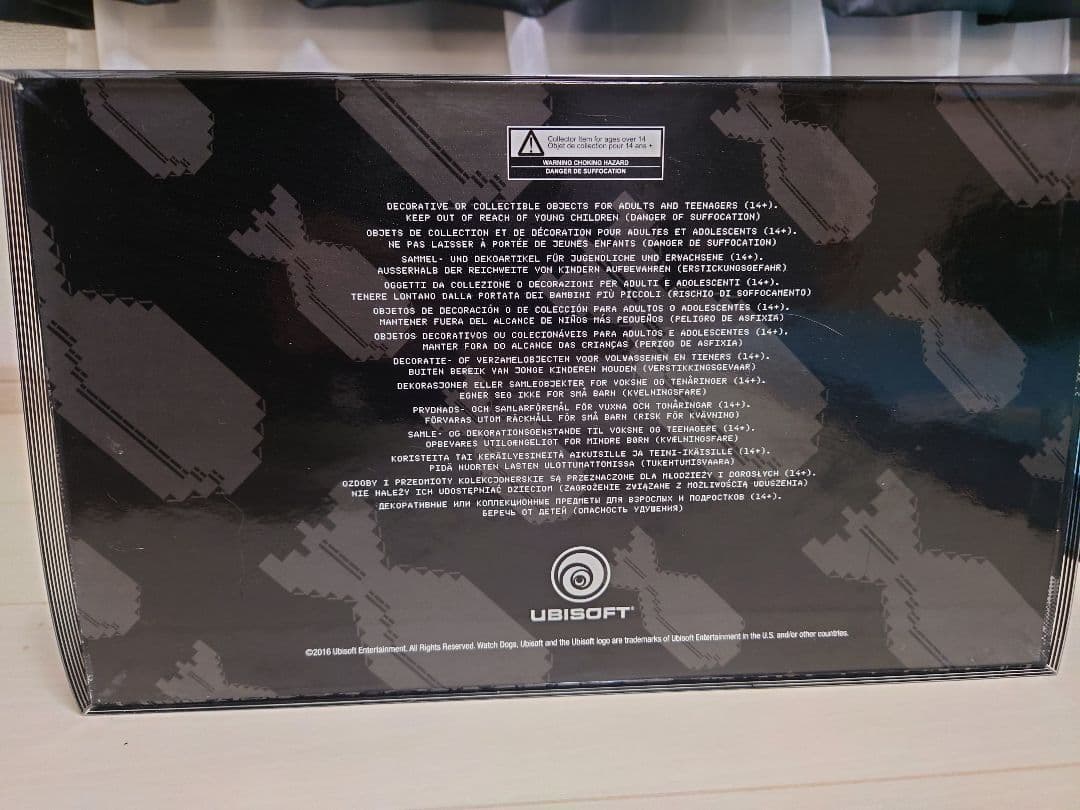 Collector Item for ages over 14
Objet de collection pour 14 ans +
WARNING CHOKING HAZARD
DANGER DE SUFFOCATION
DECORATIVE OR COLLECTIBLE OBJECTS FOR ADULTS AND TEENAGERS (14+).
KEEP OUT OF REACH OF YOUNG CHILDREN (DANGER OF SUFFOCATION)
OBJETS DE COLLECTION ET DE DÉCORATION POUR ADULTES ET ADOLESCENTS (14+).
NE PAS LAISSER À PORTÉE DE JEUNES ENFANTS (DANGER DE SUFFOCATION)
SAMMEL- UND DEKOARTIKEL FÜR JUGENDLICHE UND ERWACHSENE (14+).
AUSSERHALB DER REICHWEITE VON KINDERN AUFBEWAHREN (ERSTICKUNGSGEFAHR)
OGGETTI DA COLLEZIONE O DECORAZIONI PER ADULTI E ADOLESCENTI (14+).
TENERE LONTANO DALLA PORTATA DEI BAMBINI PIÙ PICCOLI (RISCHIO DI SOFFOCAMENTO)
OBJETOS DE DECORACIÓN O DE COLECCIÓN PARA ADULTOS O ADOLESCENTES (14+).
MANTENER FUERA DEL ALCANCE DE NIÑOS MÁS PEQUEÑOS (PELIGRO DE ASFIXIA)
OBJETOS DECORATIVOS OU COLECIONÁVEIS PARA ADULTOS E ADOLESCENTES (14+).
MANTER FORA DO ALCANCE DAS CRIANÇAS (PERIGO DE ASFIXIA)
DECORATIE- OF VERZAMELOBJECTEN VOOR VOLWASSENEN EN TIENERS (14+).
BUITEN BEREIK VAN JONGE KINDEREN HOUDEN (VERSTIKKINGSGEVAAR)
DEKORASJONER ELLER SAMLEOBJEKTER FOR VOKSNE OG TENÅRINGER (14+).
EGNER SEG IKKE FOR SMÅ BARN (KVELNINGSFARE)
PRYDNADS- OCH SAMLARFÖREMÅL FÖR VUXNA OCH TONÅRINGAR (14+).
FÖRVARAS UTOM RÄCKHÅLL FÖR SMÅ BARN (RISK FÖR KVÄVNING)
SAMLE- OG DEKORATIONSGENSTANDE TIL VOKSNE OG TEENAGERE (14+).
OPBEVARES UTILGÆNGELIGT FOR MINDRE BØRN (KVÆLNINGSFARE)
KORISTEITA TAI KERÄILYESINEITÄ AIKUISILLE JA TEINI-IKÄISILLE (14+).
PIDÄ NUORTEN LASTEN ULOTTUMATTOMISSA (TUKEHTUMISVAARA)
OZDOBY I PRZEDMIOTY KOLEKCJONERSKIE SĄ PRZEZNACZONE DLA MŁODZIEŻY I DOROSŁYCH (14+).
NIE NALEŻY ICH UDOSTĘPNIAĆ DZIECIOM (ZAGROŻENIE ZWIĄZANE Z MOŻLIWOŚCIĄ UDUSZENIA)
ДЕКОРАТИВНЫЕ ИЛИ КОЛЛЕКЦИОННЫЕ ПРЕДМЕТЫ ДЛЯ ВЗРОСЛЫХ И ПОДРОСТКОВ (14+).
БЕРЕЧЬ ОТ ДЕТЕЙ (ОПАСНОСТЬ УДУШЕНИЯ)
UBISOFT®
©2016 Ubisoft Entertainment. All Rights Reserved. Watch Dogs, Ubisoft and the Ubisoft logo are trademarks of Ubisoft Entertainment in the U.S. and/or other countries.